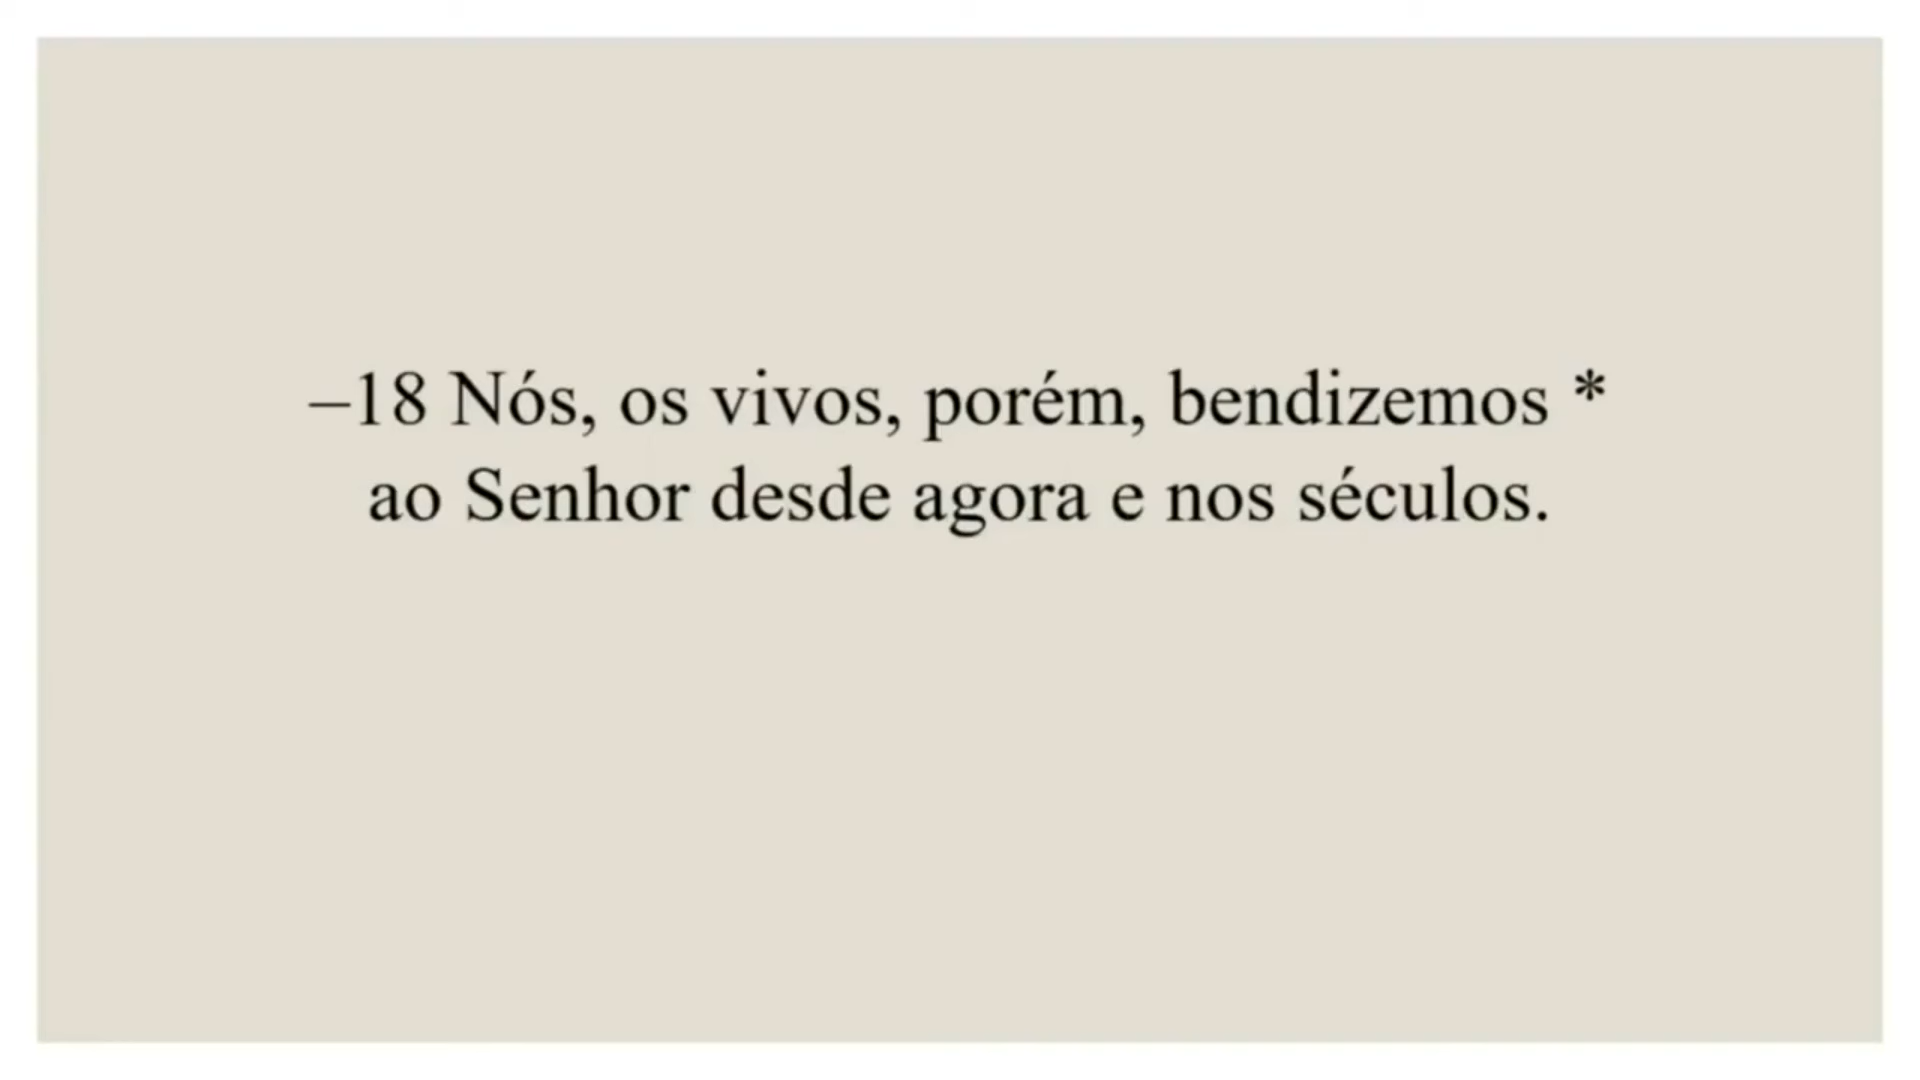 –18 Nós, os vivos, porém, bendizemos *
ao Senhor desde agora e nos séculos.